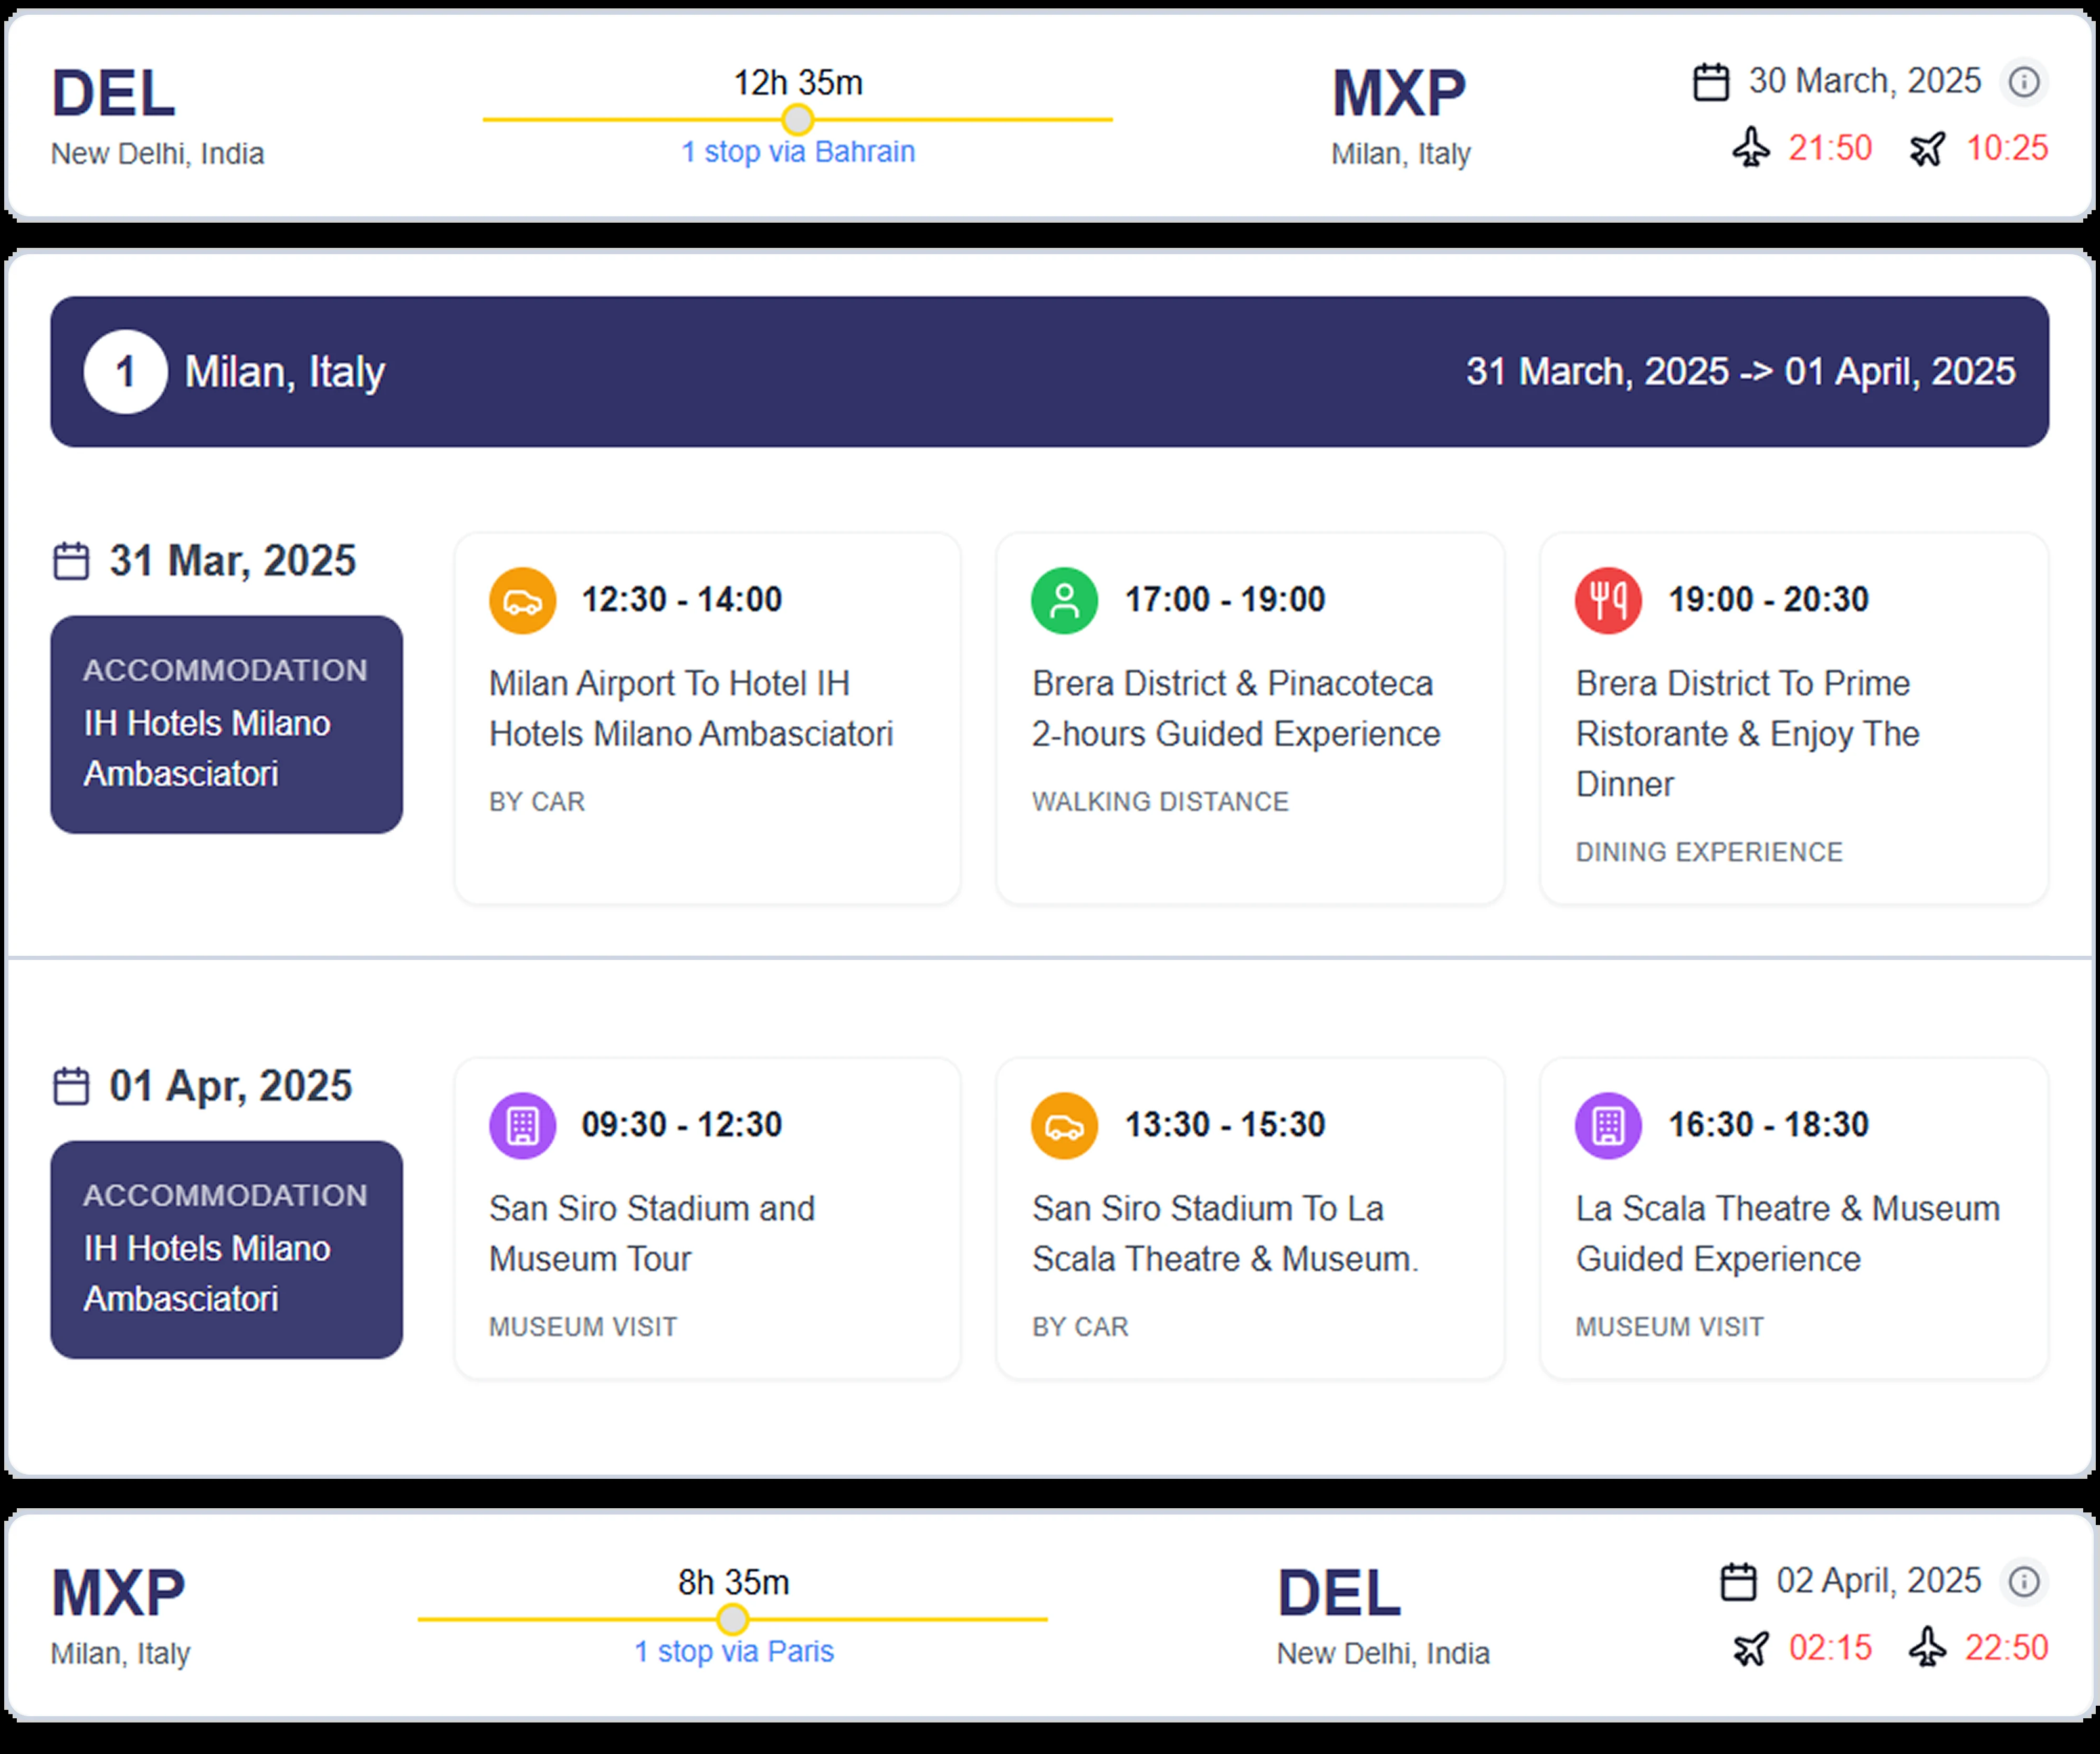 DEL
New Delhi, India
12h 35m
1 stop via Bahrain
MXP
Milan, Italy
30 March, 2025
21:50 10:25
1 Milan, Italy
31 March, 2025 -> 01 April, 2025
31 Mar, 2025
ACCOMMODATION
IH Hotels Milano
Ambasciatori
12:30 - 14:00
Milan Airport To Hotel IH
Hotels Milano Ambasciatori
BY CAR
17:00 - 19:00
Brera District & Pinacoteca
2-hours Guided Experience
WALKING DISTANCE
19:00 - 20:30
Brera District To Prime
Ristorante & Enjoy The
Dinner
DINING EXPERIENCE
01 Apr, 2025
ACCOMMODATION
IH Hotels Milano
Ambasciatori
09:30 - 12:30
San Siro Stadium and
Museum Tour
MUSEUM VISIT
13:30 - 15:30
San Siro Stadium To La
Scala Theatre & Museum.
BY CAR
16:30 - 18:30
La Scala Theatre & Museum
Guided Experience
MUSEUM VISIT
MXP
Milan, Italy
8h 35m
1 stop via Paris
DEL
New Delhi, India
02 April, 2025
02:15 22:50